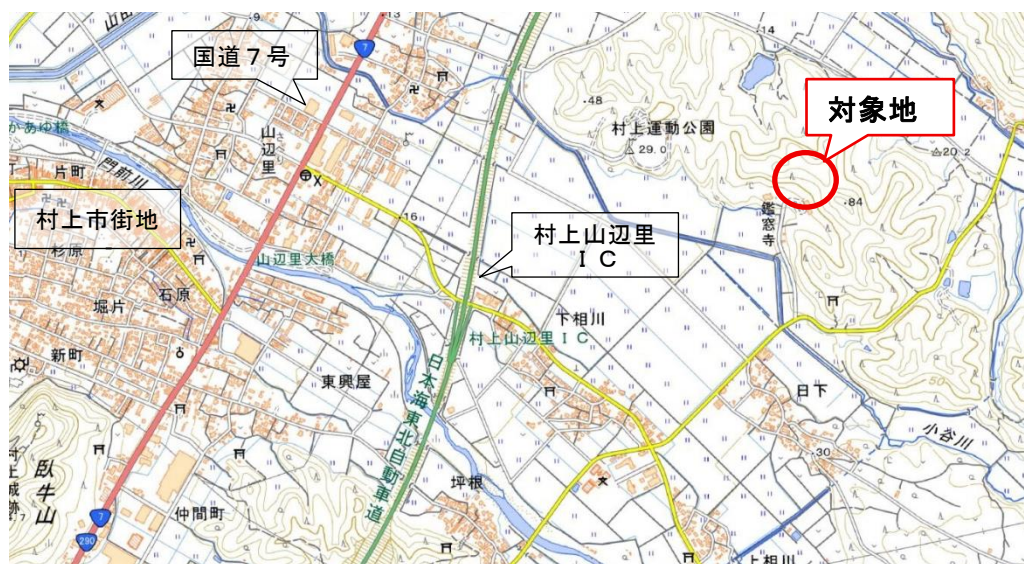 国道7号
対象地
村上市街地
村上山辺里
IC
7
山辺里
あゆ橋
門前川
片町
杉原
堀片
石原
新町
山辺里大橋
東興屋
臥牛山
仲間町
7
290
日本海東北自動車道
村上山辺里IC
下相川
坪根
村上運動公園
29.0
48
14
16
9
13
鑑窓寺
84
20.2
日下
30
50
小谷川
上相川